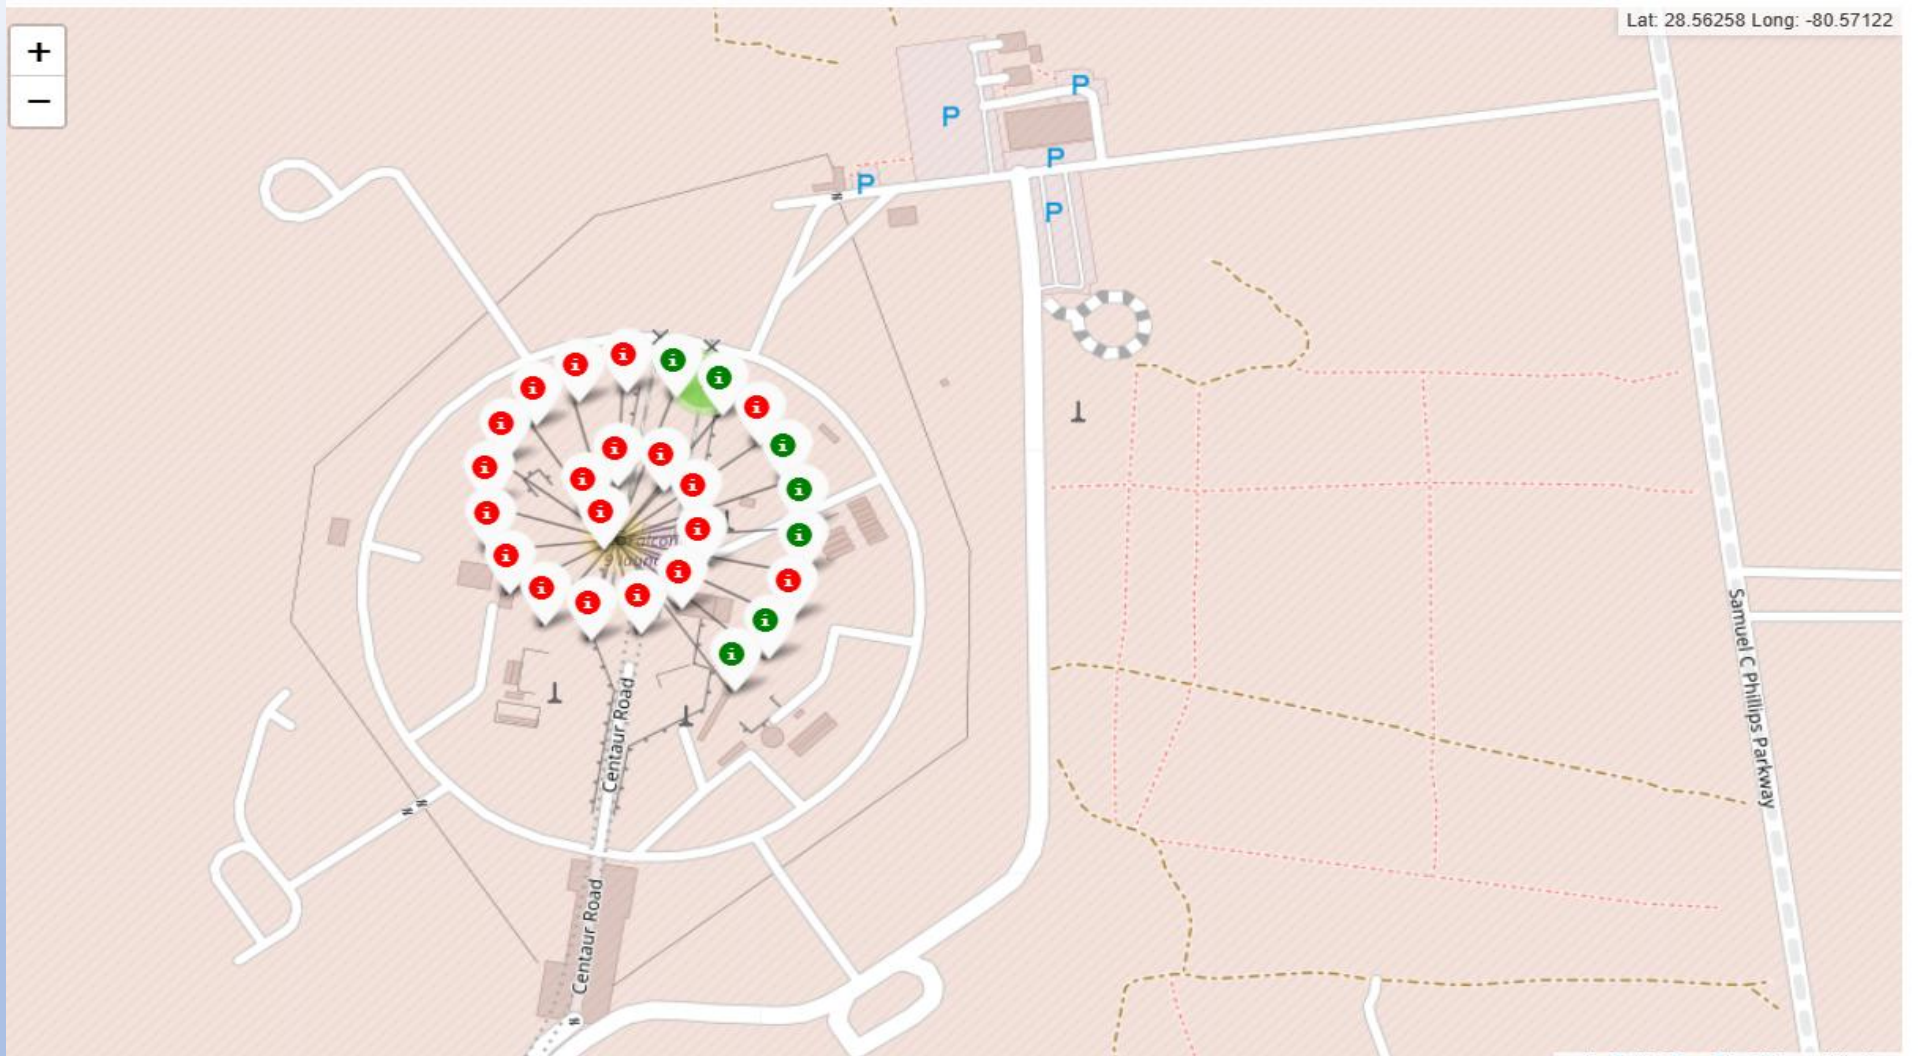 Lat: 28.56258 Long: -80.57122
+
−
P
P
P
P
P
Samuel C Phillips Parkway
Centaur Road
Centaur Road